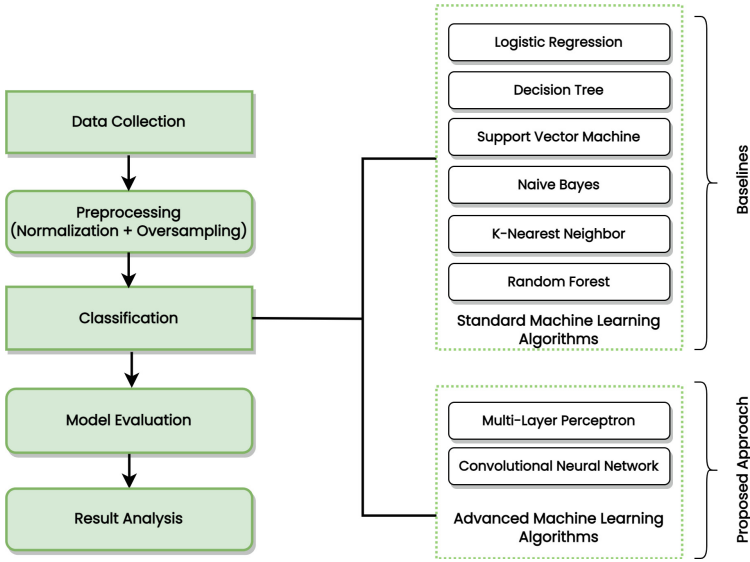 Data Collection
Preprocessing
(Normalization + Oversampling)
Classification
Model Evaluation
Result Analysis
Logistic Regression
Decision Tree
Support Vector Machine
Naive Bayes
K-Nearest Neighbor
Random Forest
Standard Machine Learning
Algorithms
Baselines
Multi-Layer Perceptron
Convolutional Neural Network
Advanced Machine Learning
Algorithms
Proposed Approach